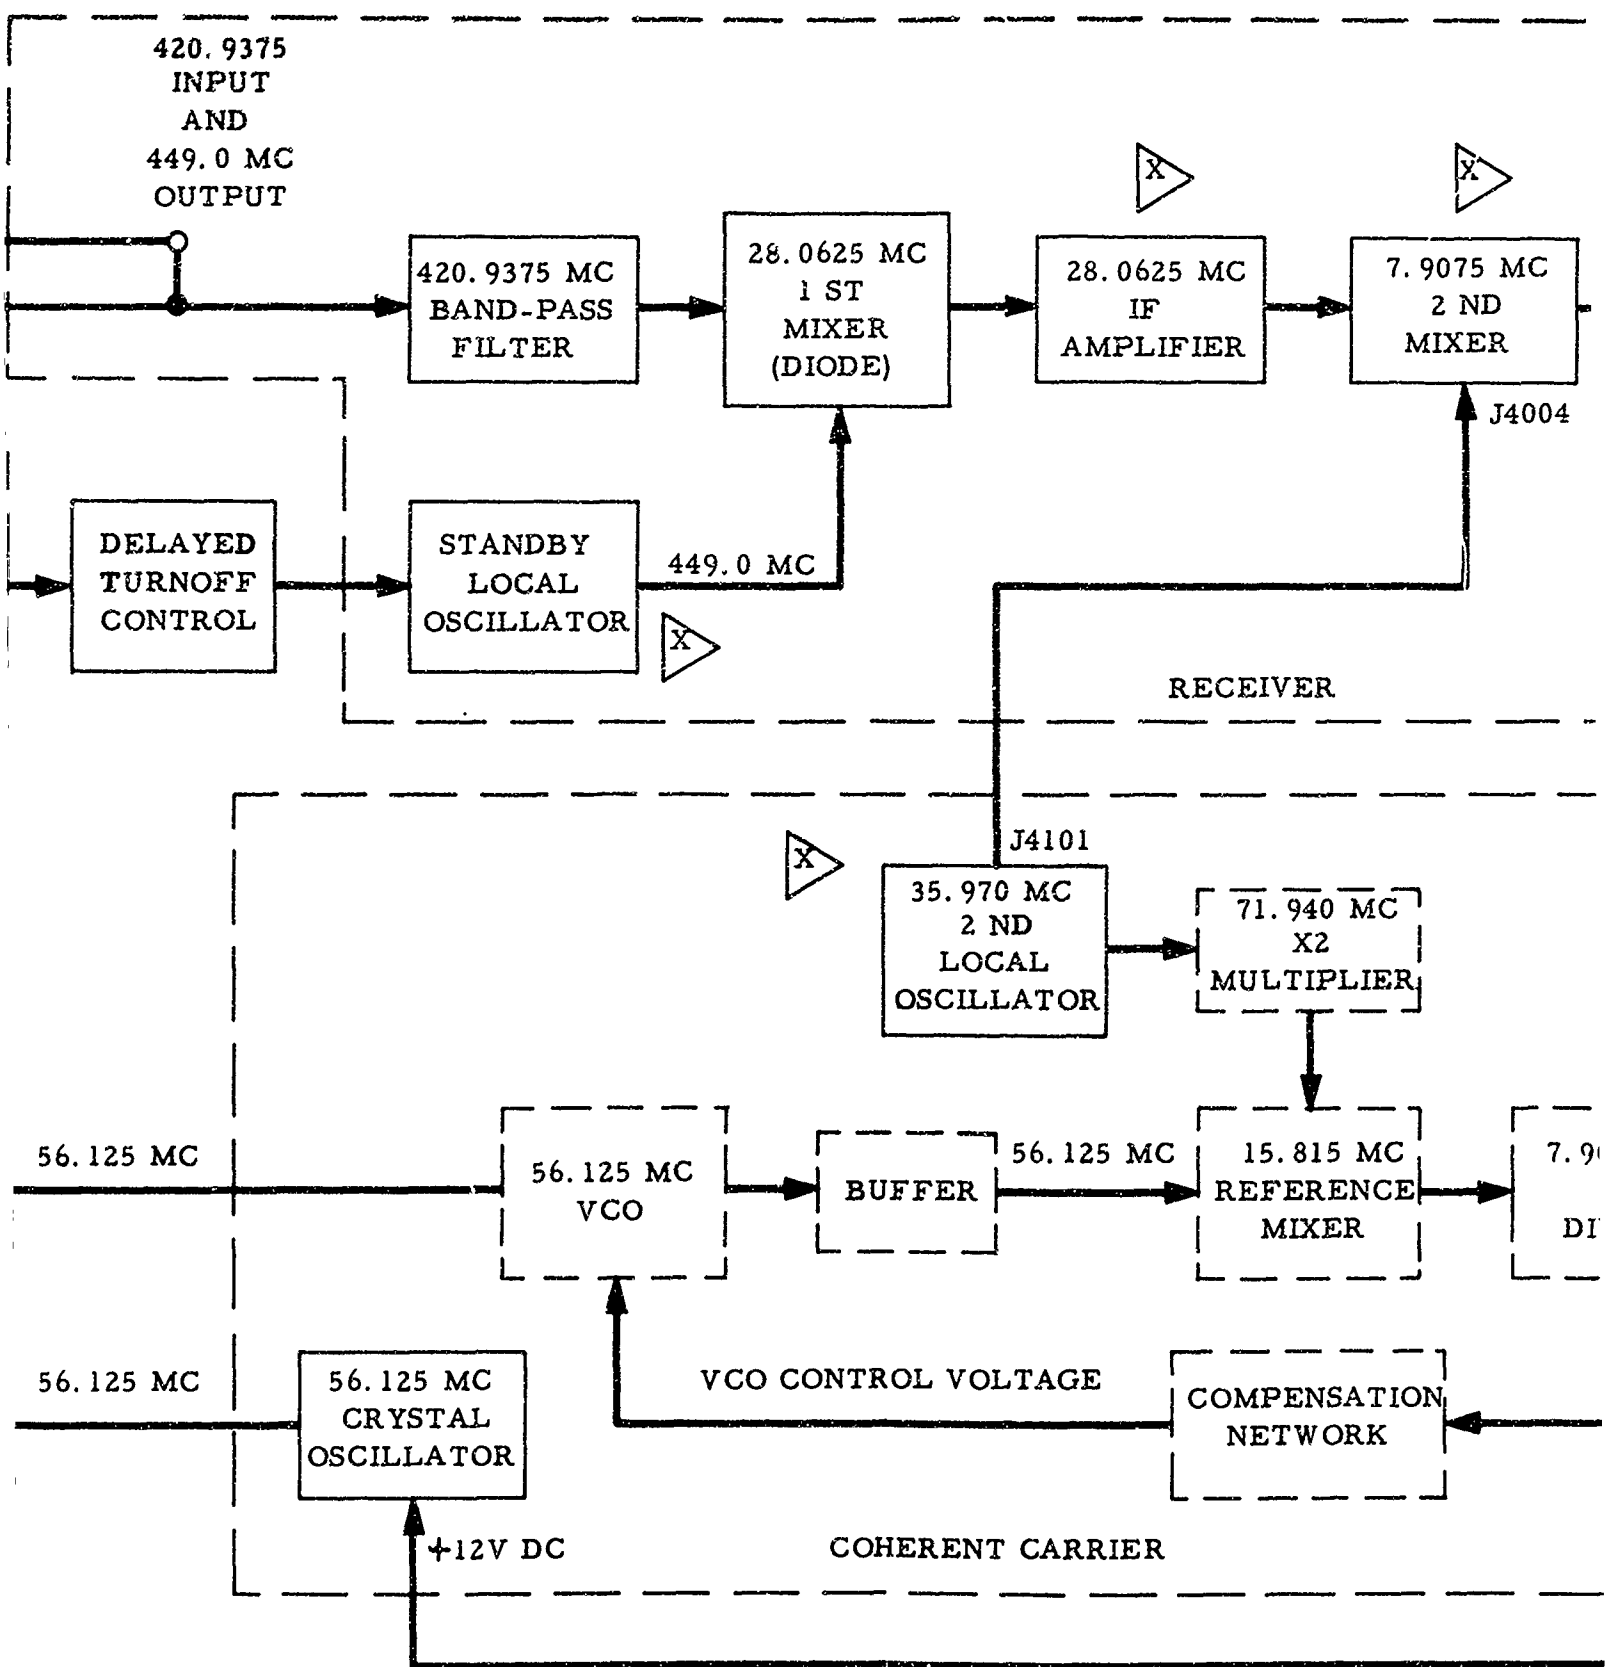 420.9375
INPUT
AND
449.0 MC
OUTPUT
420.9375 MC
BAND-PASS
FILTER
28.0625 MC
1 ST
MIXER
(DIODE)
X
28.0625 MC
IF
AMPLIFIER
X
7.9075 MC
2 ND
MIXER
J4004
DELAYED
TURNOFF
CONTROL
STANDBY
LOCAL
OSCILLATOR
449.0 MC
X
RECEIVER
X
J4101
35.970 MC
2 ND
LOCAL
OSCILLATOR
71.940 MC
X2
MULTIPLIER
56.125 MC
56.125 MC
VCO
BUFFER
56.125 MC
15.815 MC
REFERENCE
MIXER
7.9
DI
56.125 MC
56.125 MC
CRYSTAL
OSCILLATOR
VCO CONTROL VOLTAGE
COMPENSATION
NETWORK
+12V DC
COHERENT CARRIER